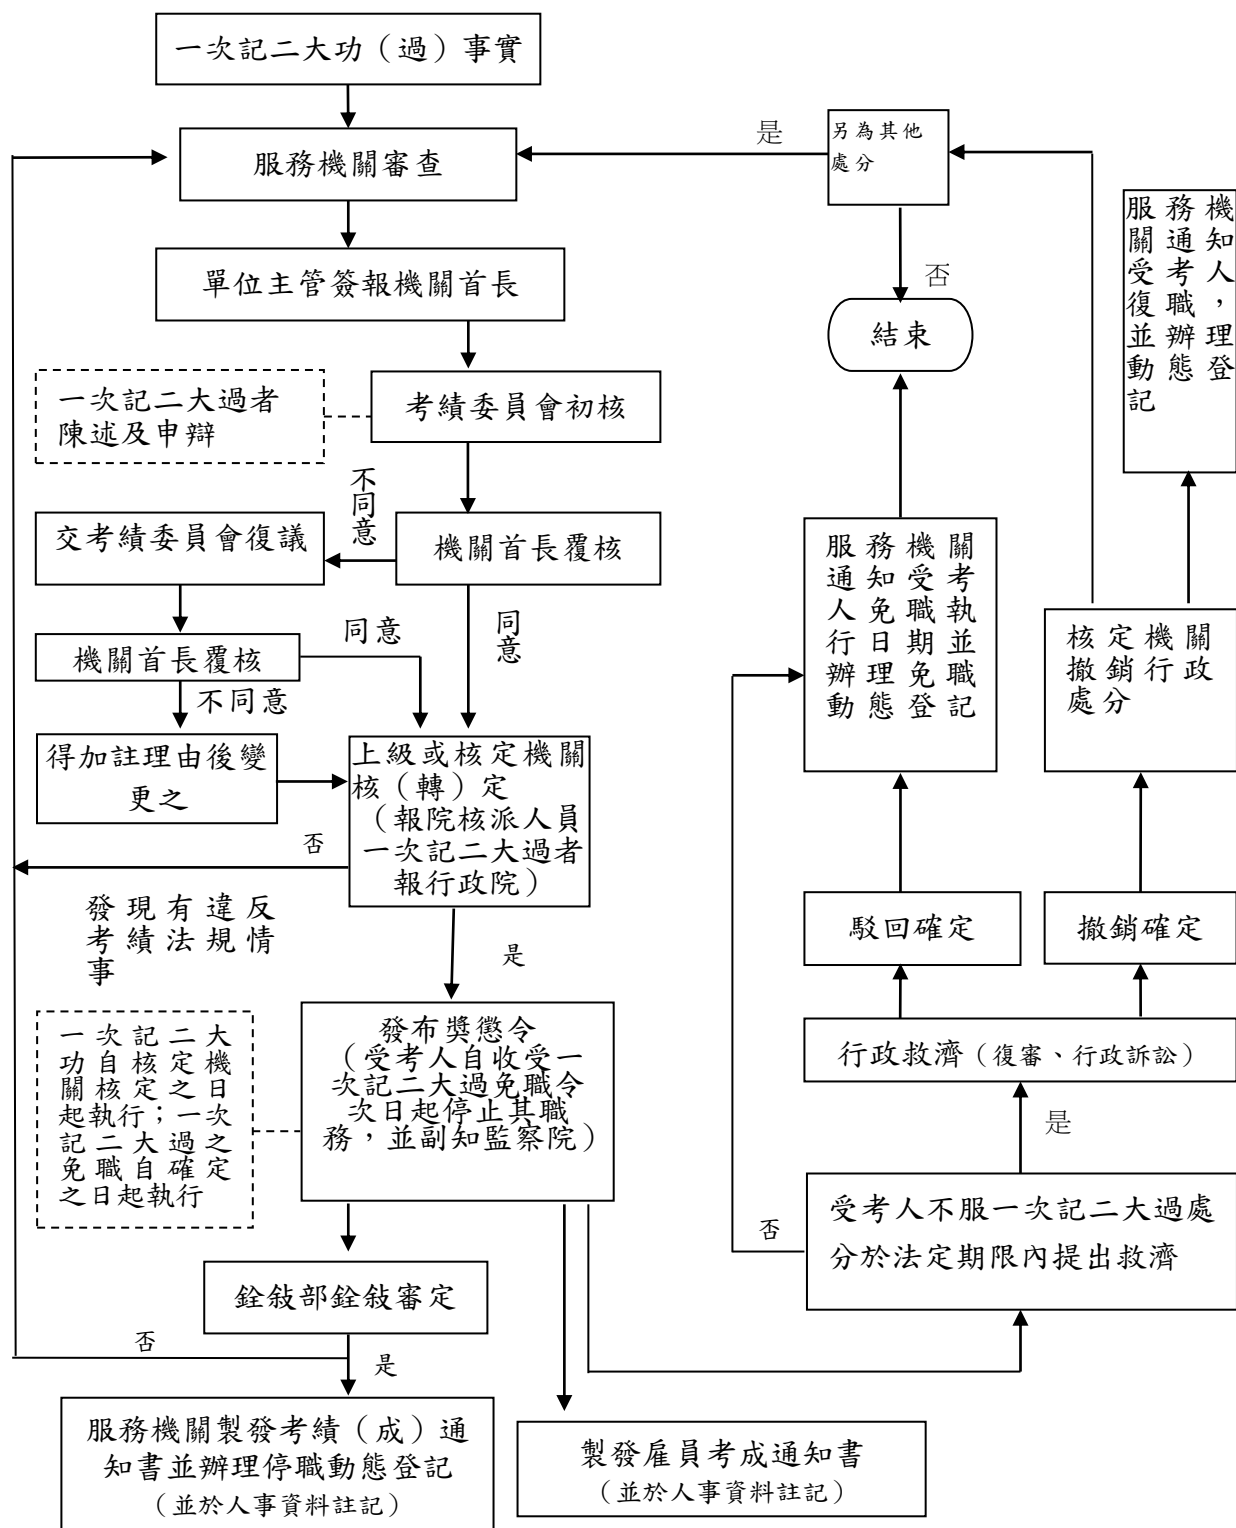 一次記二大功（過）事實
服務機關審查
單位主管簽報機關首長
一次記二大過者
陳述及申辯
考績委員會初核
不同意
交考績委員會復議
機關首長覆核
同意
同意
機關首長覆核
不同意
得加註理由後變
更之
上級或核定機關
核（轉）定
（報院核派人員
一次記二大過者
報行政院）
否
發現有違反
考績法規情
事
是
一次記二大
功自核定機
關核定之日
起執行；一次
記二大過之
免職自確定
之日起執行
發布獎懲令
（受考人自收受一
次記二大過免職令
次日起停止其職
務，並副知監察院）
銓敍部銓敍審定
否
是
服務機關製發考績（成）通
知書並辦理停職動態登記
（並於人事資料註記）
製發雇員考成通知書
（並於人事資料註記）
是
另為其他
處分
否
結束
服務機
關通知
受考人
復職，
並辦理
動態登
記
服務機關
通知受考
人免職執
行日期並
辦理免職
動態登記
核定機關
撤銷行政
處分
駁回確定
撤銷確定
行政救濟（復審、行政訴訟）
是
否
受考人不服一次記二大過處
分於法定期限內提出救濟